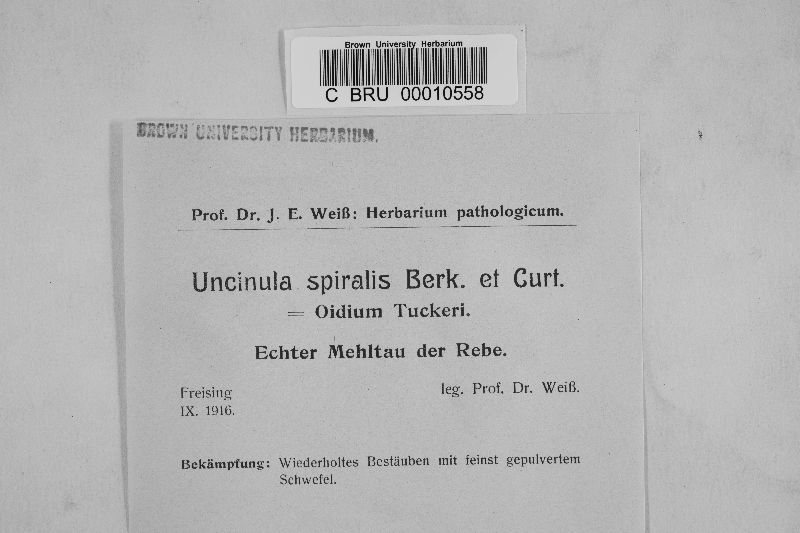 Brown University Herbarium
C BRU 00010558
BROWN UNIVERSITY HERBARIUM.
Prof. Dr. J. E. Weiß: Herbarium pathologicum.
Uncinula spiralis Berk. et Curt.
= Oidium Tuckeri.
Echter Mehltau der Rebe.
Freising leg. Prof. Dr. Weiß.
IX. 1916.
Bekämpfung: Wiederholtes Bestäuben mit feinst gepulvertem
Schwefel.